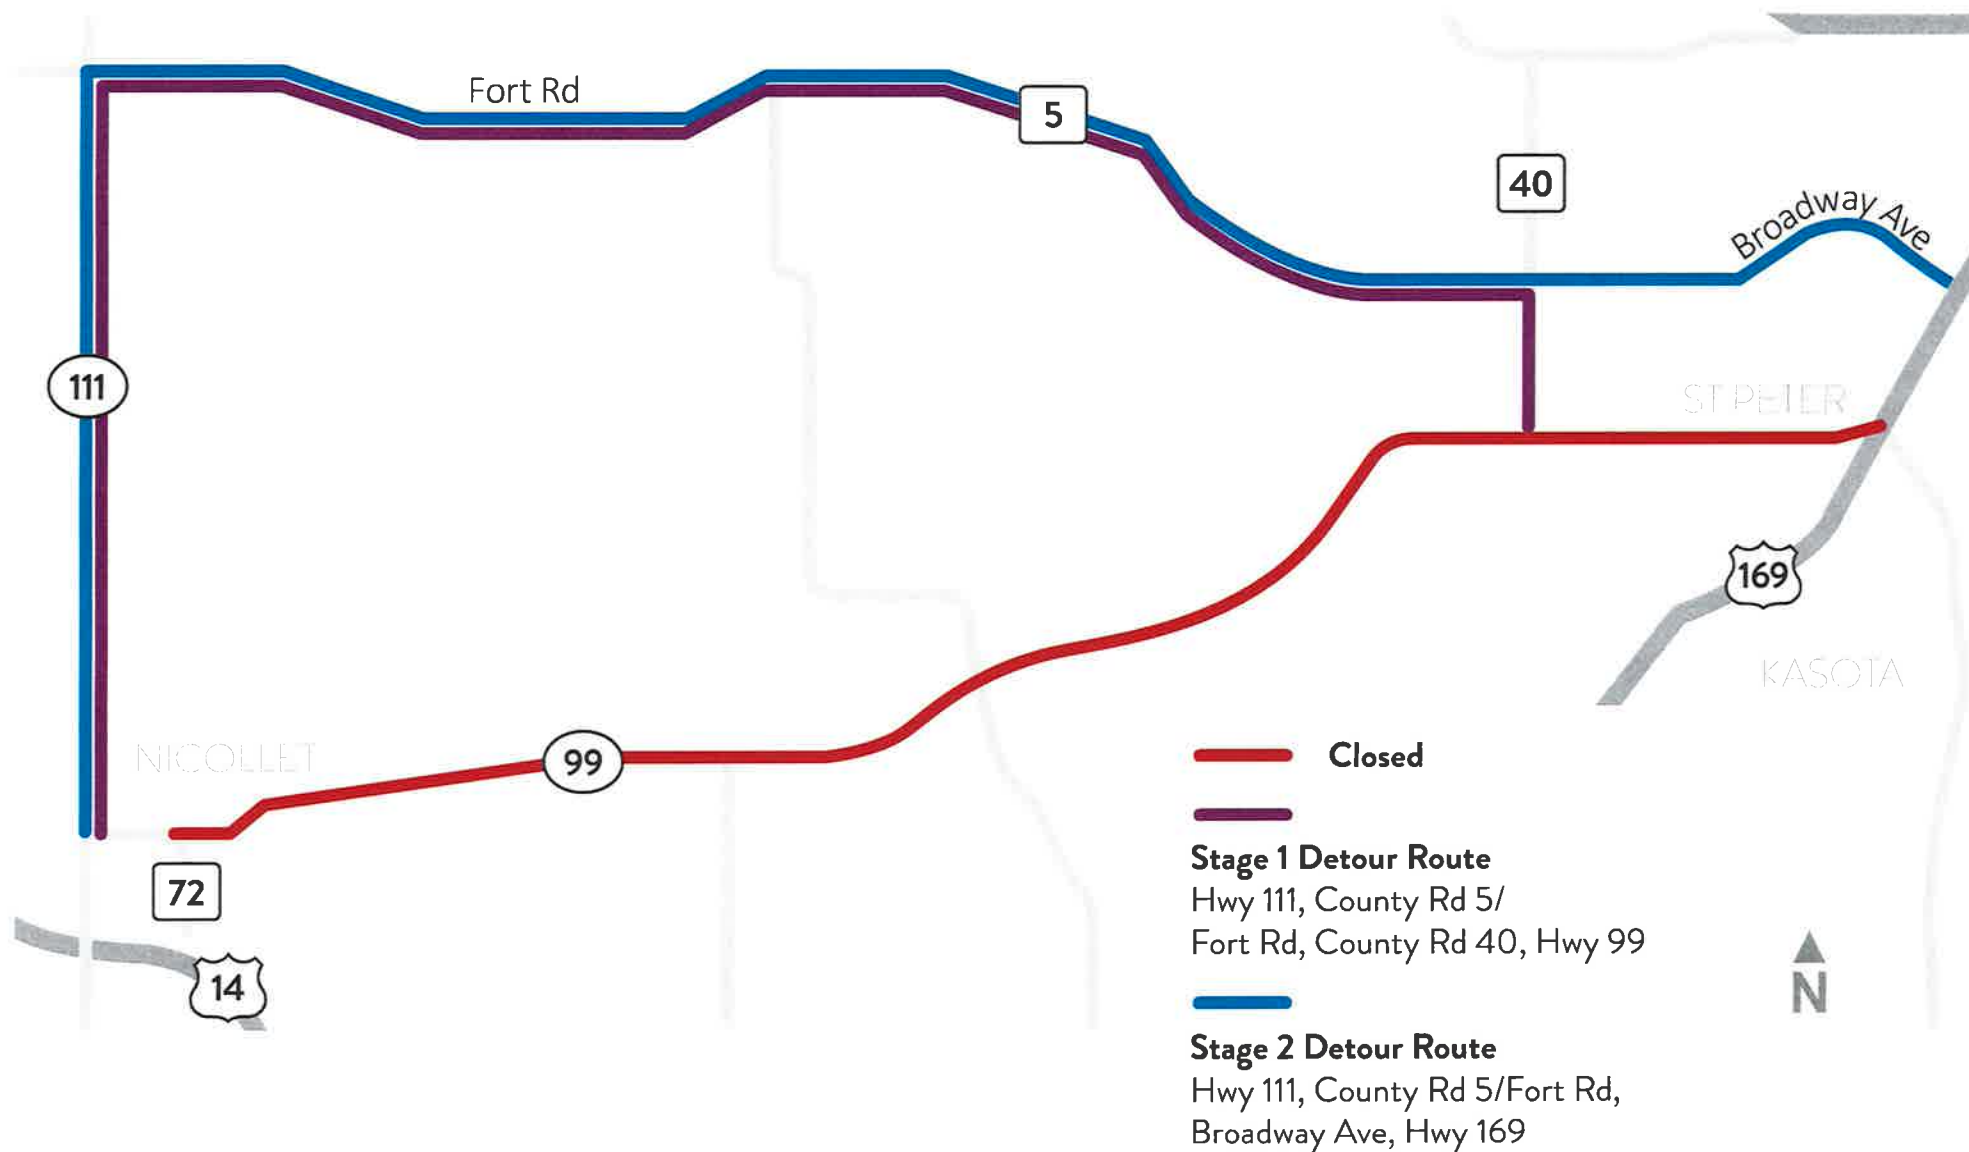 Fort Rd
5
40
Broadway Ave
111
ST PETER
169
KASOTA
NICOLLET
99
72
14
Closed
Stage 1 Detour Route
Hwy 111, County Rd 5/
Fort Rd, County Rd 40, Hwy 99
N
Stage 2 Detour Route
Hwy 111, County Rd 5/Fort Rd,
Broadway Ave, Hwy 169